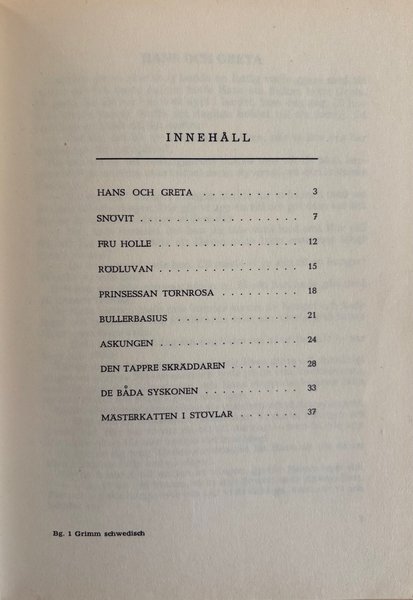 INNEHÅLL
HANS OCH GRETA . . . . . . . . . . 3
SNÖVIT . . . . . . . . . . . . . . . . . 7
FRU HOLLE . . . . . . . . . . . . . . . 12
RÖDLUVAN . . . . . . . . . . . . . . . 15
PRINSESSAN TÖRNROSA . . . . . . . . 18
BULLERBASIUS . . . . . . . . . . . . . 21
ASKUNGEN . . . . . . . . . . . . . . . 24
DEN TAPPRE SKRÄDDAREN . . . . . . . 28
DE BÅDA SYSKONEN . . . . . . . . . . 33
MÄSTERKATTEN I STÖVLAR . . . . . . . 37
Bg. 1 Grimm schwedisch